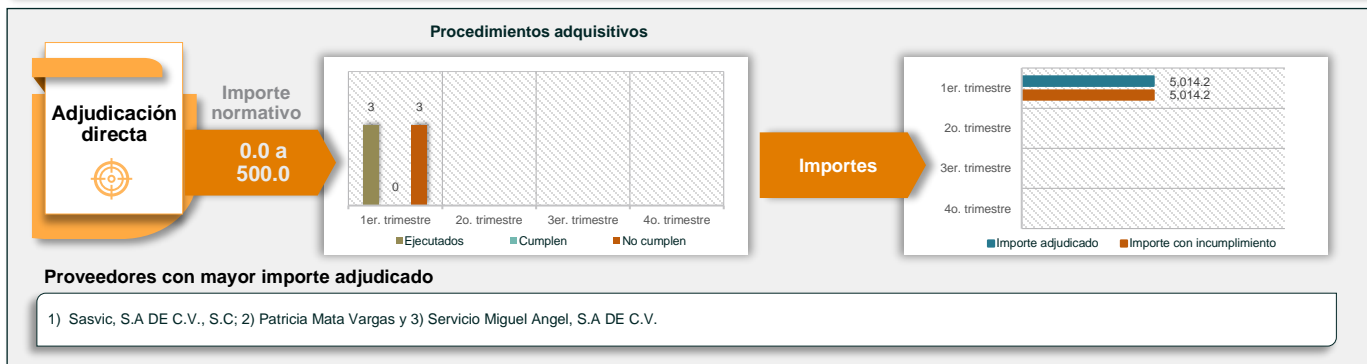 Procedimientos adquisitivos
Adjudicación
directa
Importe
normativo
0.0 a
500.0
3
0
3
1er. trimestre
2o. trimestre
3er. trimestre
4o. trimestre
Ejecutados
Cumplen
No cumplen
Importes
1er. trimestre
5,014.2
5,014.2
2o. trimestre
3er. trimestre
4o. trimestre
Importe adjudicado
Importe con incumplimiento
Proveedores con mayor importe adjudicado
1) Sasvic, S.A DE C.V., S.C; 2) Patricia Mata Vargas y 3) Servicio Miguel Angel, S.A DE C.V.